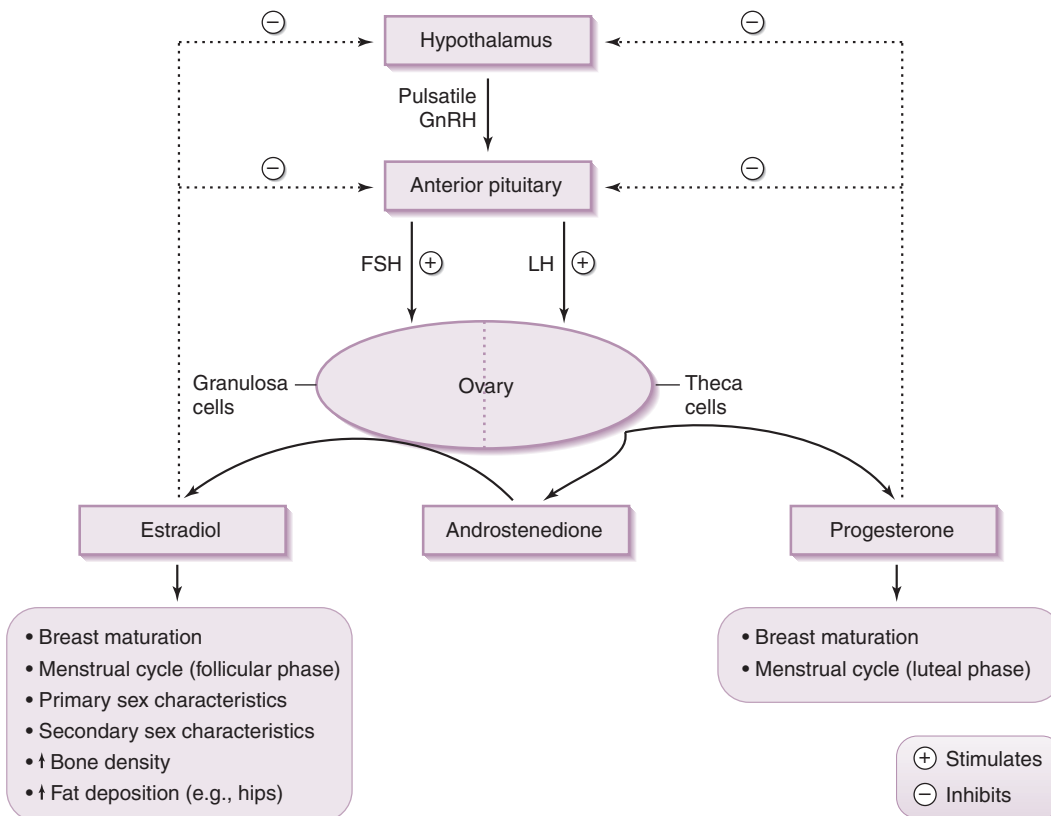 −
−
Hypothalamus
Pulsatile
GnRH
−
−
Anterior pituitary
FSH +
LH +
Granulosa
cells
Ovary
Theca
cells
Estradiol
Androstenedione
Progesterone
• Breast maturation
• Menstrual cycle (follicular phase)
• Primary sex characteristics
• Secondary sex characteristics
• ↑ Bone density
• ↑ Fat deposition (e.g., hips)
• Breast maturation
• Menstrual cycle (luteal phase)
+ Stimulates
− Inhibits